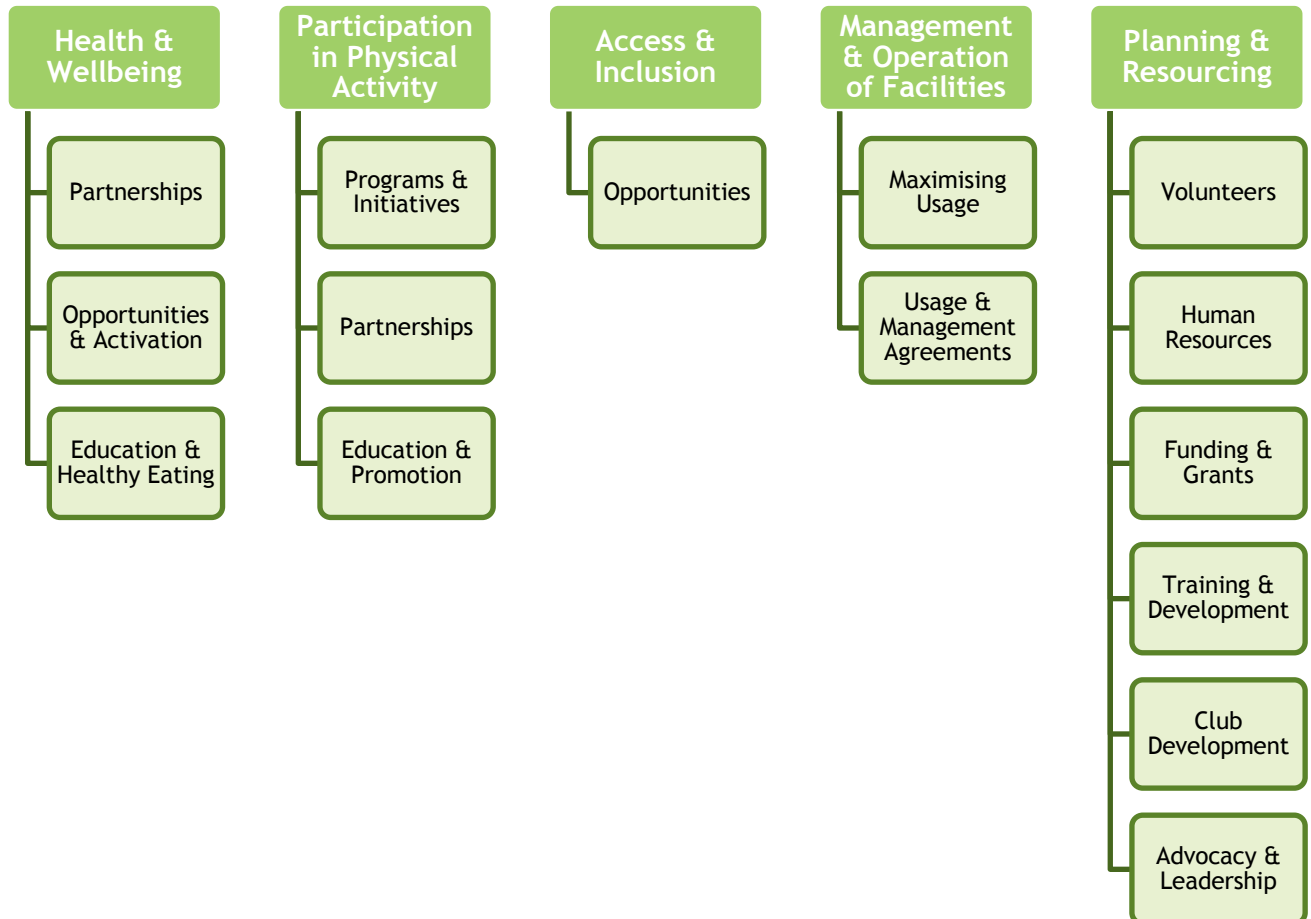 Health &
Wellbeing
Partnerships
Opportunities
& Activation
Education &
Healthy Eating
Participation
in Physical
Activity
Programs &
Initiatives
Partnerships
Education &
Promotion
Access &
Inclusion
Opportunities
Management
& Operation
of Facilities
Maximising
Usage
Usage &
Management
Agreements
Planning &
Resourcing
Volunteers
Human
Resources
Funding &
Grants
Training &
Development
Club
Development
Advocacy &
Leadership